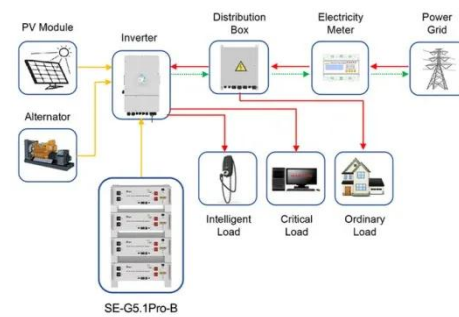 PV Module
Inverter
Distribution
Box
Electricity
Meter
Power
Grid
Alternator
Intelligent
Load
Critical
Load
Ordinary
Load
SE-G5.1Pro-B